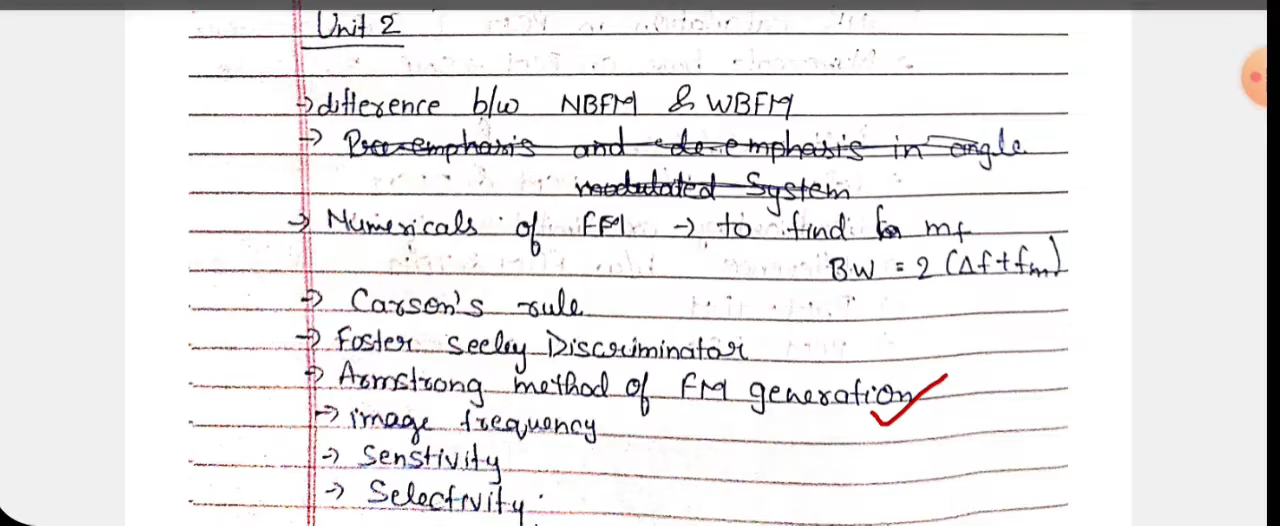 Unit 2
→ difference b/w NBFM & WBFM
→ Pre-emphasis and de-emphasis in angle
modulated System
→ Numericals of FM → to find mf
B.W = 2 (Δf+fm)
→ Carson's rule
→ Foster Seeley Discriminator
→ Armstrong method of FM generation
→ image frequency
→ Senstivity
→ Selectivity.